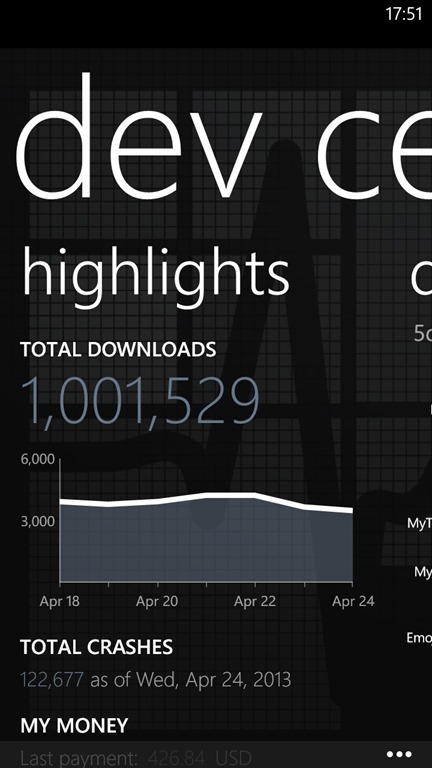 17:51
dev ce
highlights
TOTAL DOWNLOADS
1,001,529
6,000
3,000
Apr 18 Apr 20 Apr 22 Apr 24
TOTAL CRASHES
122,677 as of Wed, Apr 24, 2013
MY MONEY
Last payment: 426.84 USD
c
5c
MyT
My
Emo